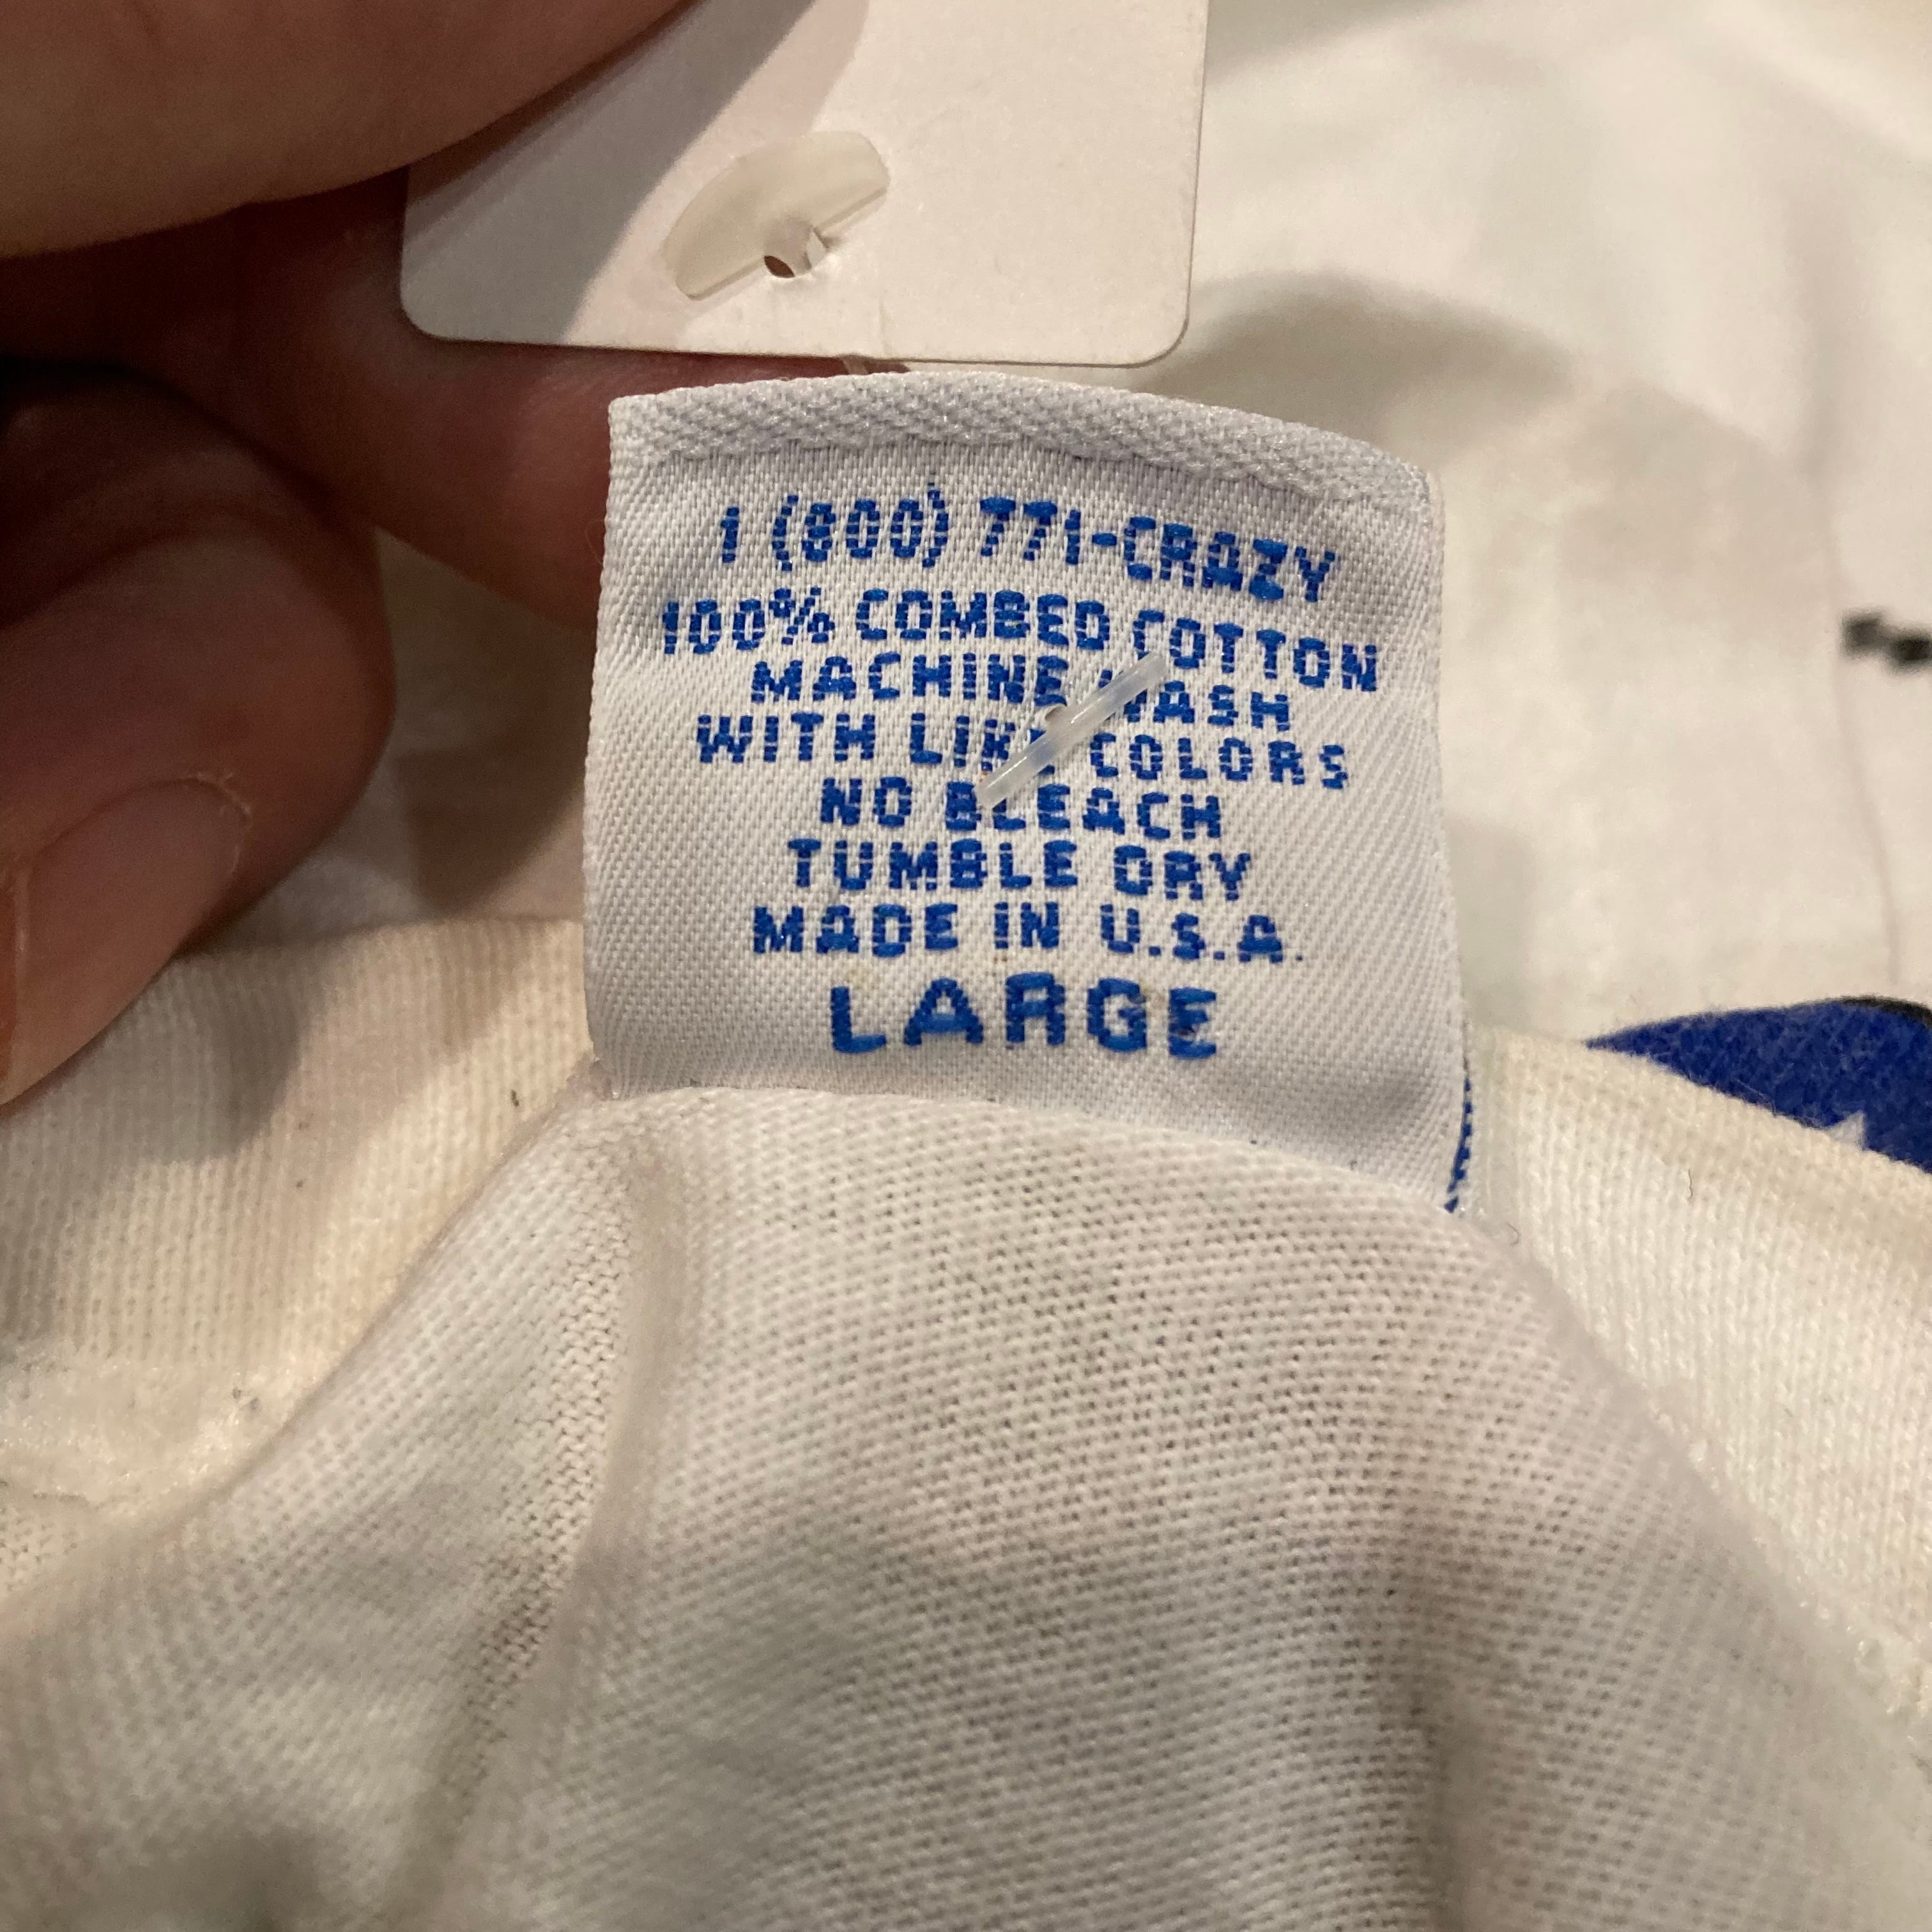 1 (800) 771-CRAZY
100% COMBED COTTON
MACHINE WASH
WITH LIKE COLORS
NO BLEACH
TUMBLE DRY
MADE IN U.S.A.
LARGE